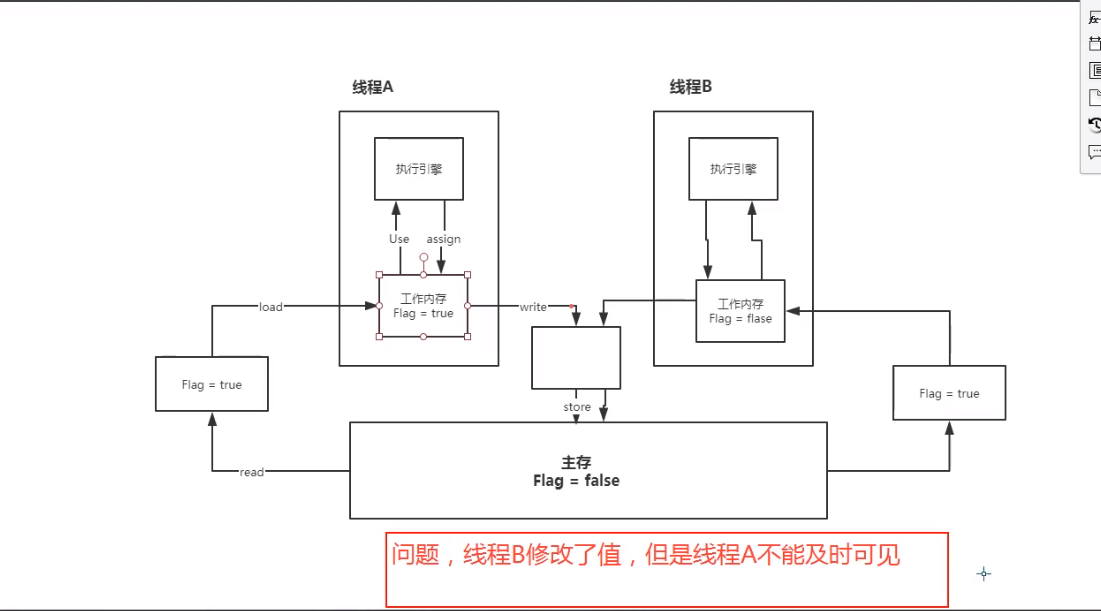 线程A
线程B
执行引擎
执行引擎
Use
assign
工作内存
Flag = true
工作内存
Flag = flase
load
write
Flag = true
Flag = true
store
read
主存
Flag = false
问题，线程B修改了值，但是线程A不能及时可见